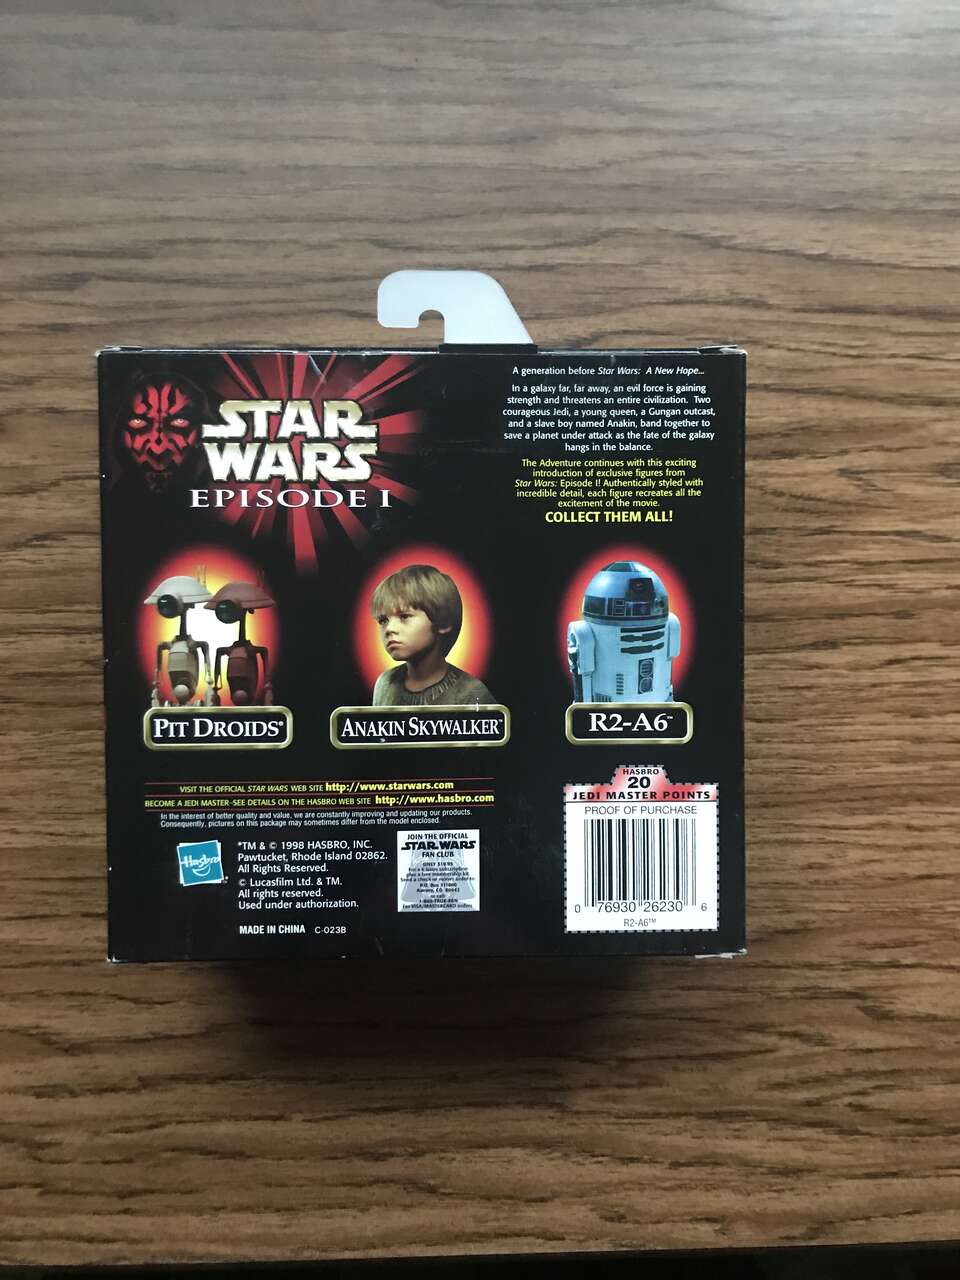 STAR
WARS
EPISODE I
A generation before Star Wars: A New Hope...
In a galaxy far, far away, an evil force is gaining
strength and threatens an entire civilization. Two
courageous Jedi, a young queen, a Gungan outcast,
and a slave boy named Anakin, band together to
save a planet under attack as the fate of the galaxy
hangs in the balance.
The Adventure continues with this exciting
introduction of exclusive figures from
Star Wars: Episode I! Authentically styled with
incredible detail, each figure recreates all the
excitement of the movie.
COLLECT THEM ALL!
PIT DROIDS
ANAKIN SKYWALKER™
R2-A6™
VISIT THE OFFICIAL STAR WARS WEB SITE http://www.starwars.com
BECOME A JEDI MASTER-SEE DETAILS ON THE HASBRO WEB SITE http://www.hasbro.com
In the interest of better quality and value, we are constantly improving and updating our products.
Consequently, pictures on this package may sometimes differ from the model enclosed.
Hasbro
*TM & © 1998 HASBRO, INC.
Pawtucket, Rhode Island 02862.
All Rights Reserved.
© Lucasfilm Ltd. & TM.
All rights reserved.
Used under authorization.
MADE IN CHINA C-023B
JOIN THE OFFICIAL
STAR WARS
FAN CLUB
HASBRO
20
JEDI MASTER POINTS
PROOF OF PURCHASE
0 76930 26230 6
R2-A6™